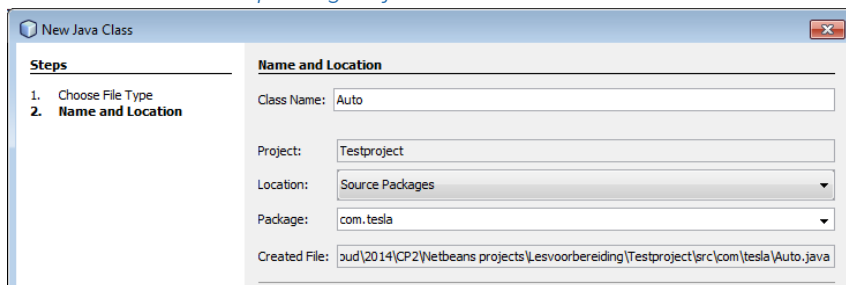 New Java Class
Steps
1. Choose File Type
2. Name and Location
Name and Location
Class Name: Auto
Project: Testproject
Location: Source Packages
Package: com.tesla
Created File: oud\2014\CP2\Netbeans projects\Lesvoorbereiding\Testproject\src\com\tesla\Auto.java